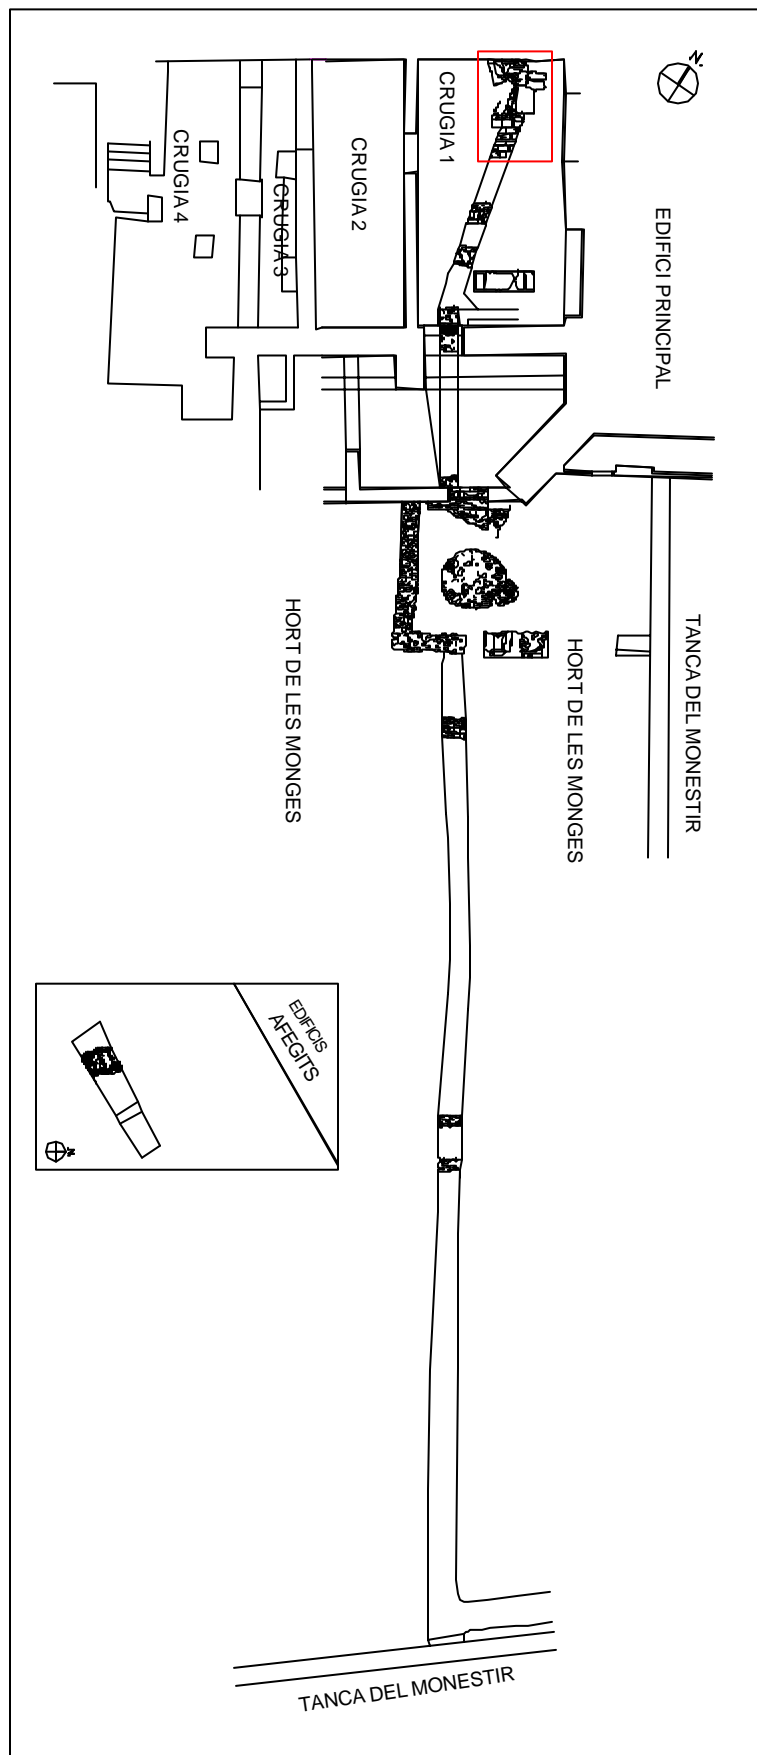 N.
CRUGIA 1
CRUGIA 2
CRUGIA 3
CRUGIA 4
EDIFICI PRINCIPAL
TANCA DEL MONESTIR
HORT DE LES MONGES
HORT DE LES MONGES
EDIFICIS
AFEGITS
N.
TANCA DEL MONESTIR